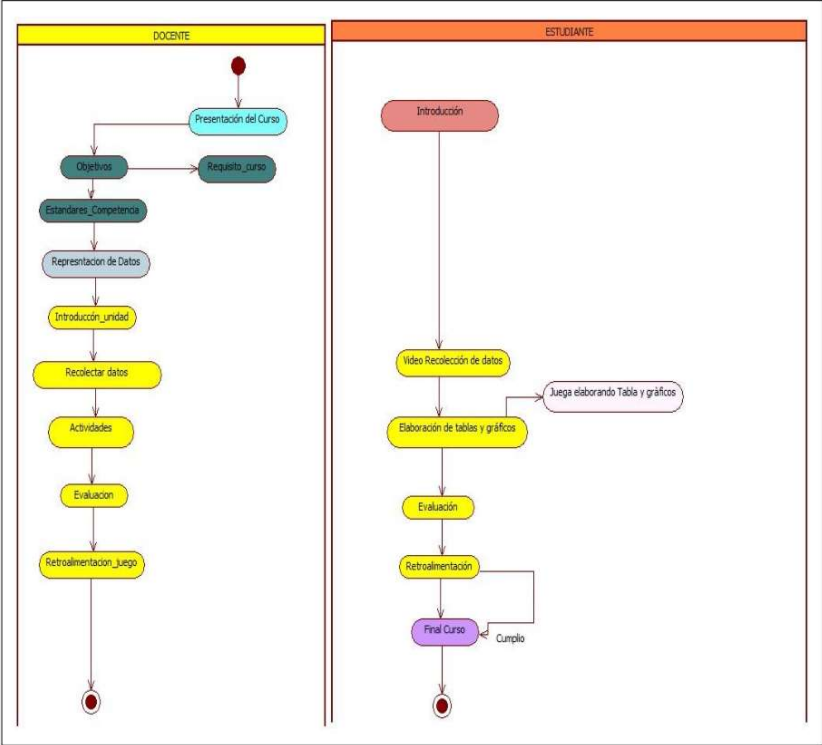 DOCENTE
ESTUDIANTE
Presentación del Curso
Objetivos
Requisito_curso
Estandares_Competencia
Represntacion de Datos
Introduccón_unidad
Recolectar datos
Actividades
Evaluacion
Retroalimentacion_juego
Introducción
Video Recolección de datos
Juega elaborando Tabla y gráficos
Elaboración de tablas y gráficos
Evaluación
Retroalimentación
Final Curso
Cumplio